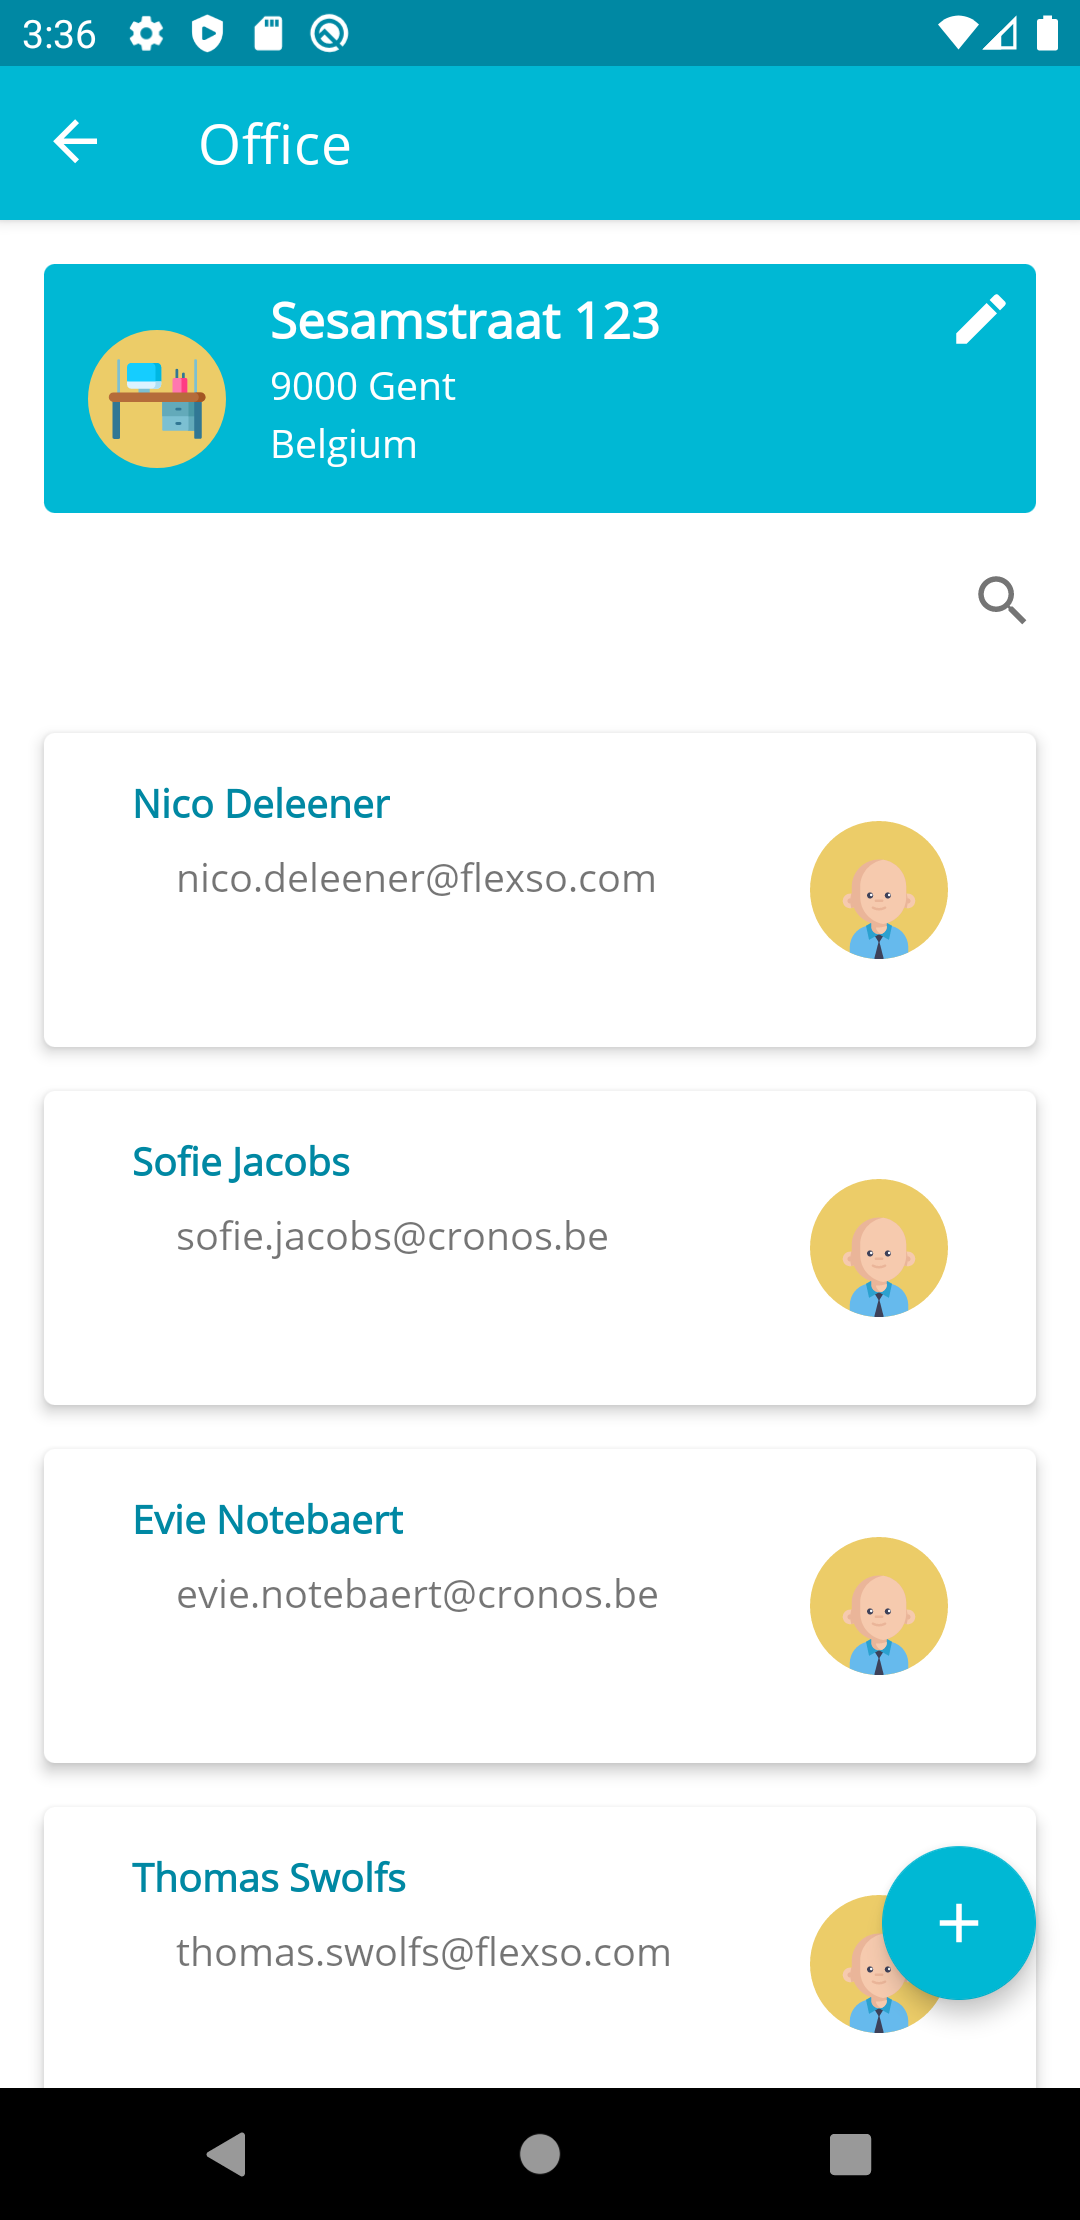 3:36
Office
Sesamstraat 123
9000 Gent
Belgium
Nico Deleener
nico.deleener@flexso.com
Sofie Jacobs
sofie.jacobs@cronos.be
Evie Notebaert
evie.notebaert@cronos.be
Thomas Swolfs
thomas.swolfs@flexso.com